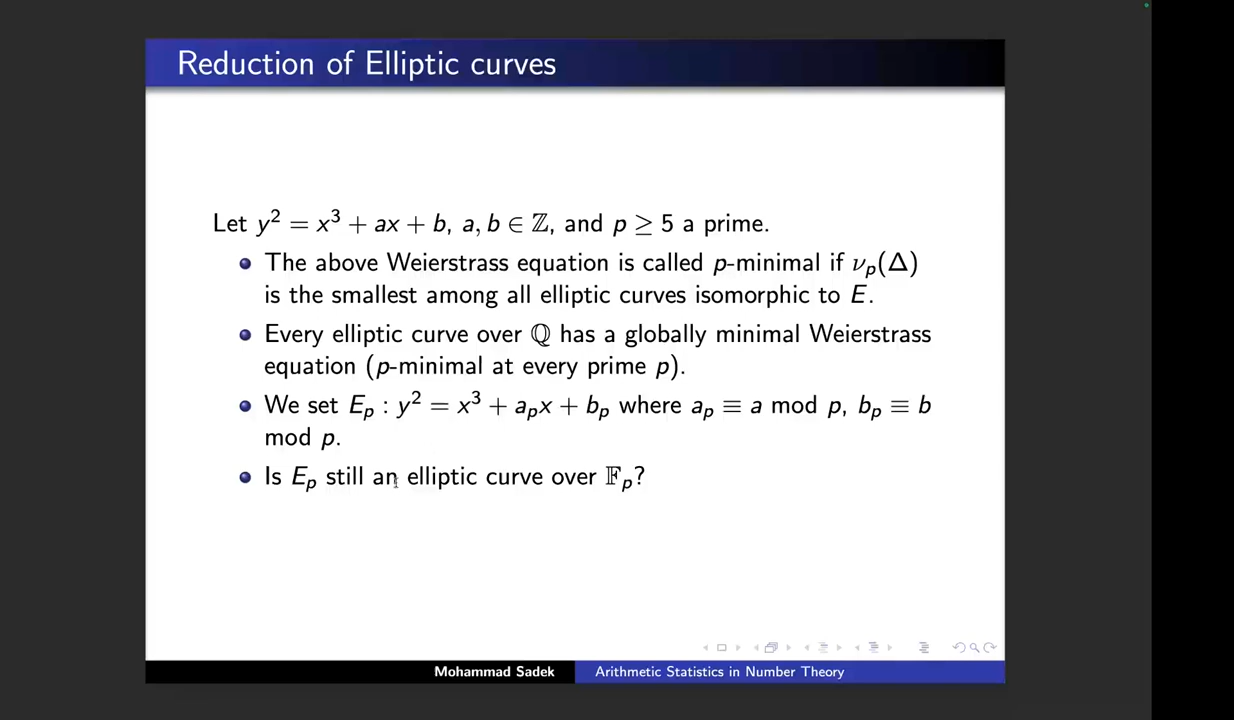 Reduction of Elliptic curves
Let y² = x³ + ax + b, a, b ∈ ℤ, and p ≥ 5 a prime.
The above Weierstrass equation is called p-minimal if νₚ(Δ)
is the smallest among all elliptic curves isomorphic to E.
Every elliptic curve over ℚ has a globally minimal Weierstrass
equation (p-minimal at every prime p).
We set Eₚ : y² = x³ + aₚx + bₚ where aₚ ≡ a mod p, bₚ ≡ b
mod p.
Is Eₚ still an elliptic curve over 𝔽ₚ?
Mohammad Sadek
Arithmetic Statistics in Number Theory